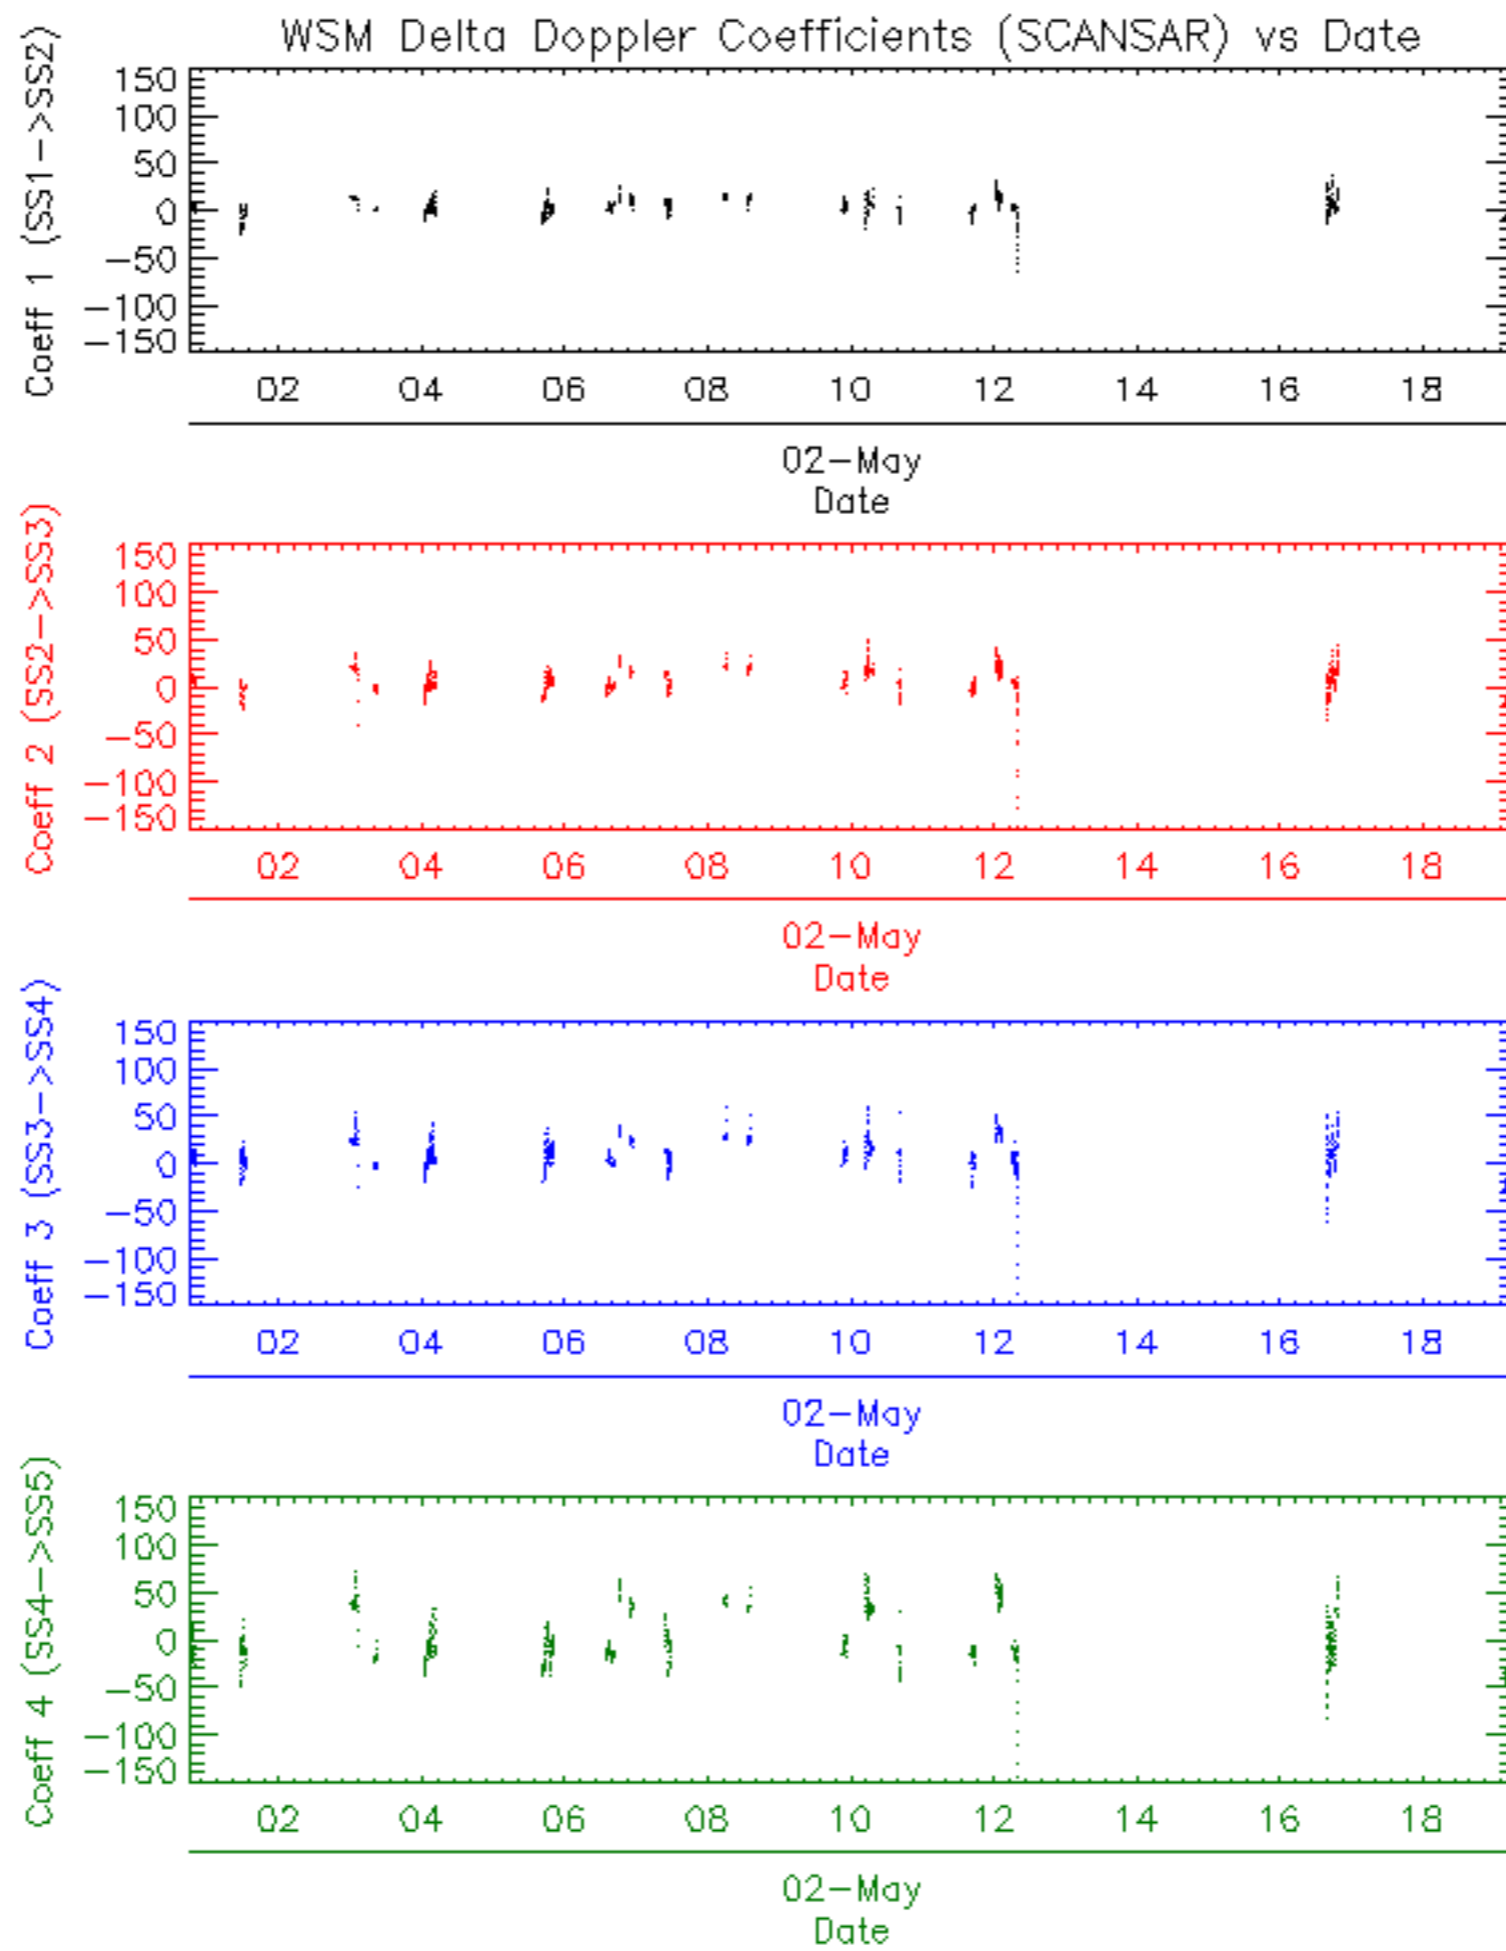 WSM Delta Doppler Coefficients (SCANSAR) vs Date
Coeff 1 (SS1->SS2)
150
100
50
0
-50
-100
-150
02 04 06 08 10 12 14 16 18
02-May
Date
Coeff 2 (SS2->SS3)
150
100
50
0
-50
-100
-150
02 04 06 08 10 12 14 16 18
02-May
Date
Coeff 3 (SS3->SS4)
150
100
50
0
-50
-100
-150
02 04 06 08 10 12 14 16 18
02-May
Date
Coeff 4 (SS4->SS5)
150
100
50
0
-50
-100
-150
02 04 06 08 10 12 14 16 18
02-May
Date